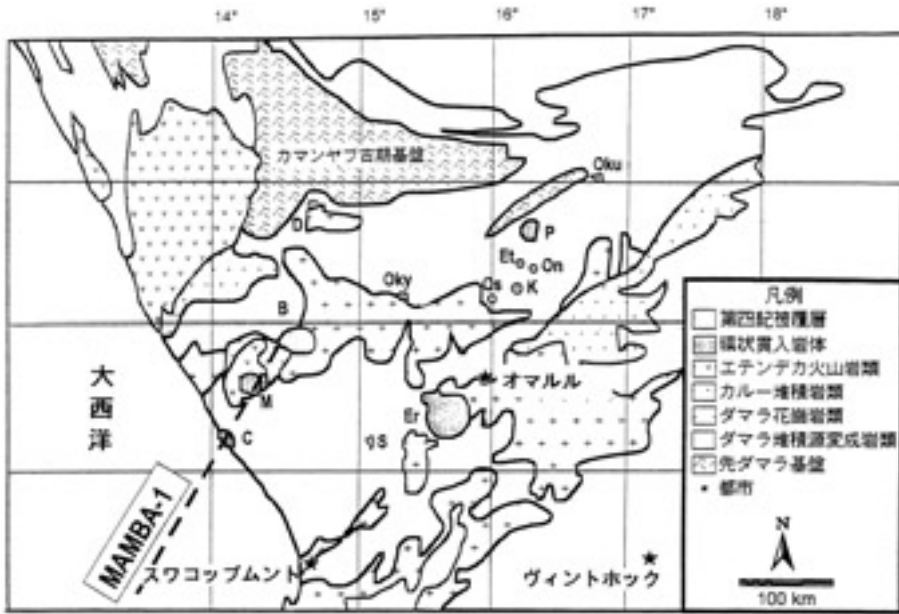 14°
15°
16°
17°
18°
カマンヤブ古期基盤
Oku
D
P
Et
On
Oky
Os
K
B
大西洋
M
オマルル
Er
C
S
MAMBA-1
スワコップムント
ヴィントホック
凡例
第四紀被覆層
環状貫入岩体
エテンデカ火山岩類
カルー堆積岩類
ダマラ花崗岩類
ダマラ堆積源変成岩類
先ダマラ基盤
都市
N
100 km